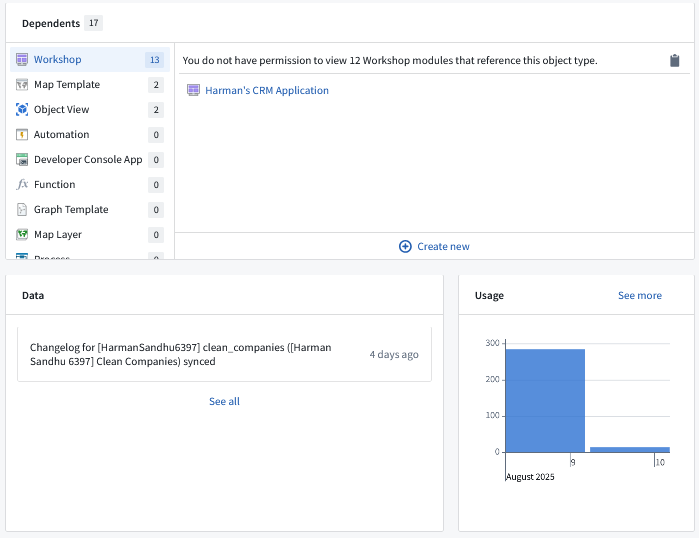 Dependents 17
Workshop 13
Map Template 2
Object View 2
Automation 0
Developer Console App 0
Function 0
Graph Template 0
Map Layer 0
Process 0
You do not have permission to view 12 Workshop modules that reference this object type.
Harman's CRM Application
Create new
Data
Changelog for [HarmanSandhu6397] clean_companies ([Harman
Sandhu 6397] Clean Companies) synced
4 days ago
See all
Usage
See more
300
200
100
0
9
10
August 2025